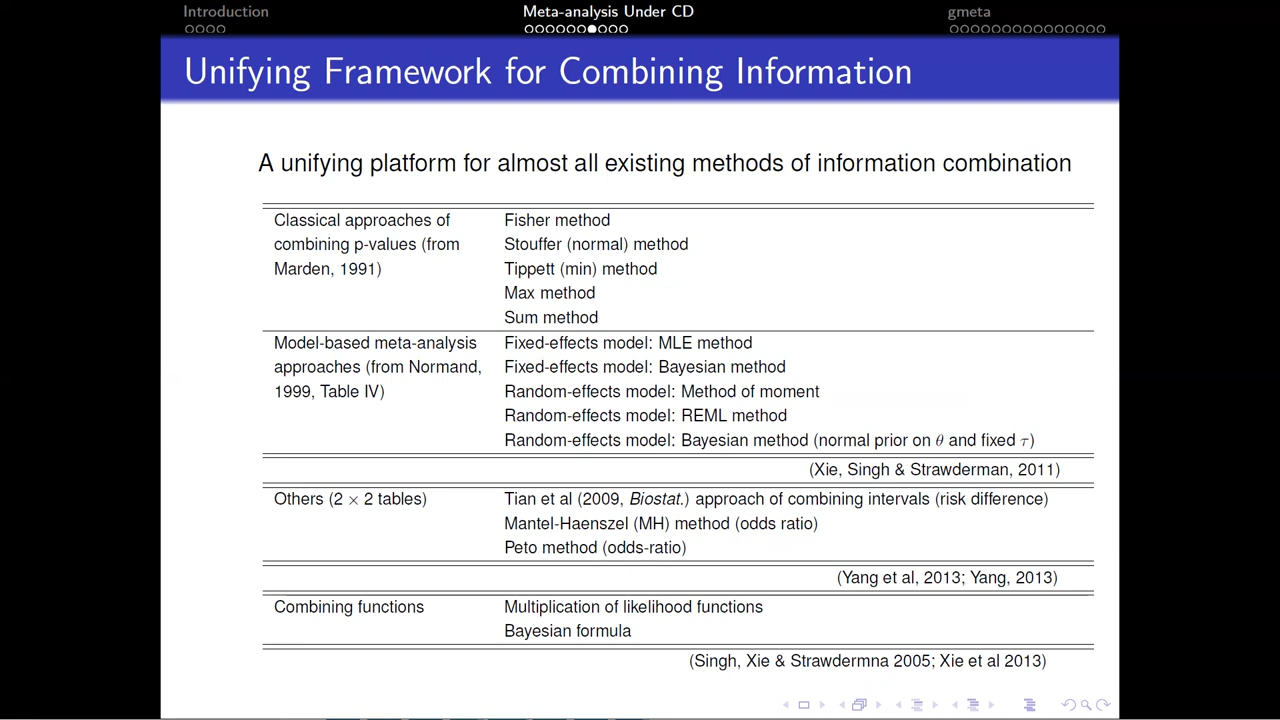 Introduction Meta-analysis Under CD gmeta
Unifying Framework for Combining Information
A unifying platform for almost all existing methods of information combination
Classical approaches of Fisher method
combining p-values (from Stouffer (normal) method
Marden, 1991) Tippett (min) method
Max method
Sum method
Model-based meta-analysis Fixed-effects model: MLE method
approaches (from Normand, Fixed-effects model: Bayesian method
1999, Table IV) Random-effects model: Method of moment
Random-effects model: REML method
Random-effects model: Bayesian method (normal prior on θ and fixed τ)
(Xie, Singh & Strawderman, 2011)
Others (2 × 2 tables) Tian et al (2009, Biostat.) approach of combining intervals (risk difference)
Mantel-Haenszel (MH) method (odds ratio)
Peto method (odds-ratio)
(Yang et al, 2013; Yang, 2013)
Combining functions Multiplication of likelihood functions
Bayesian formula
(Singh, Xie & Strawdermna 2005; Xie et al 2013)